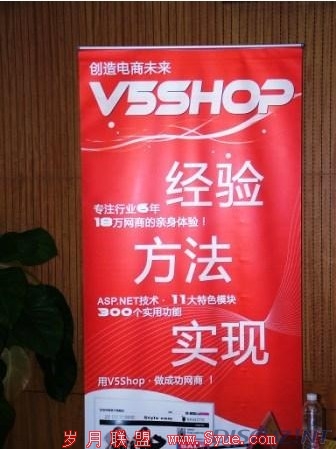 创造电商未来
V5SHOP
经验
专注行业6年
18万网商的亲身体验！
方法
ASP.NET技术·11大特色模块
300个实用功能
实现
用V5Shop·做成功网商！
岁月联盟 www.Syue.com